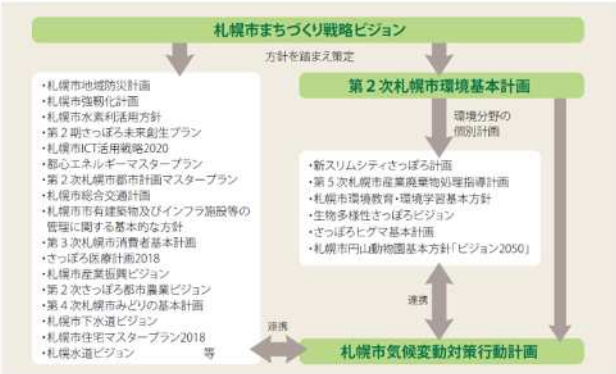 札幌市まちづくり戦略ビジョン
方針を踏まえ策定
・札幌市地域防災計画
・札幌市強靱化計画
・札幌市水素利活用方針
・第２期さっぽろ未来創生プラン
・札幌市ICT活用戦略2020
・都心エネルギーマスタープラン
・第２次札幌市都市計画マスタープラン
・札幌市総合交通計画
・札幌市市有建築物及びインフラ施設等の
管理に関する基本的な方針
・第３次札幌市消費者基本計画
・さっぽろ医療計画2018
・札幌市産業振興ビジョン
・第２次さっぽろ都市農業ビジョン
・第４次札幌市みどりの基本計画
・札幌市下水道ビジョン
・札幌市住宅マスタープラン2018
・札幌水道ビジョン 等
第２次札幌市環境基本計画
環境分野の
個別計画
・新スリムシティさっぽろ計画
・第５次札幌市産業廃棄物処理指導計画
・札幌市環境教育・環境学習基本方針
・生物多様性さっぽろビジョン
・さっぽろヒグマ基本計画
・札幌市円山動物園基本方針「ビジョン2050」
連携
連携
札幌市気候変動対策行動計画